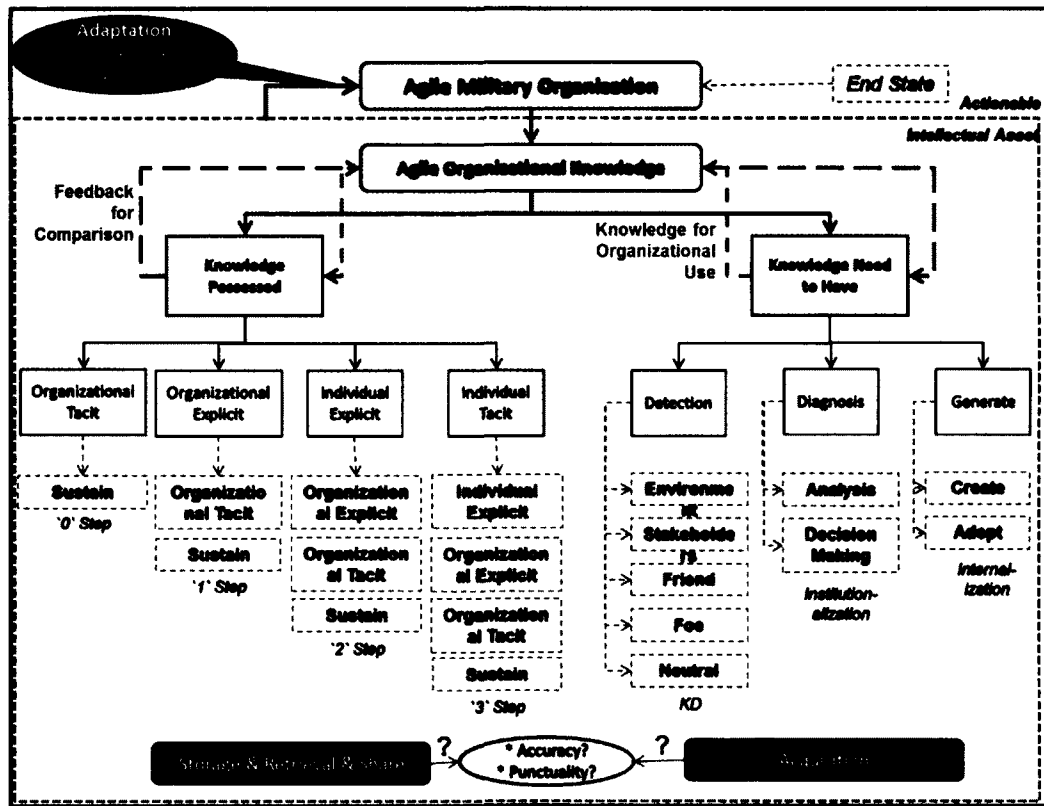 Adaptation
Agile Military Organisation
End State
Actionable
Intellectual Asset
Agile Organisational Knowledge
Feedback
for
Comparison
Knowledge for
Organizational
Use
Knowledge
Possessed
Knowledge Need
to Have
Organizational
Tacit
Organizational
Explicit
Individual
Explicit
Individual
Tacit
Detection
Diagnosis
Generate
Sustain
`0` Step
Organizatio
nal Tacit
Sustain
`1` Step
Organization
al Explicit
Organization
al Tacit
Sustain
`2` Step
Individual
Explicit
Organization
al Explicit
Organization
al Tacit
Sustain
`3` Step
Environme
nt
Stakeholde
rs
Friend
Foe
Neutral
KD
Analysis
Decision
Making
Institution-
alization
Create
Adopt
Internal-
ization
Storage & Retrieval & share
?
* Accuracy?
* Punctuality?
?